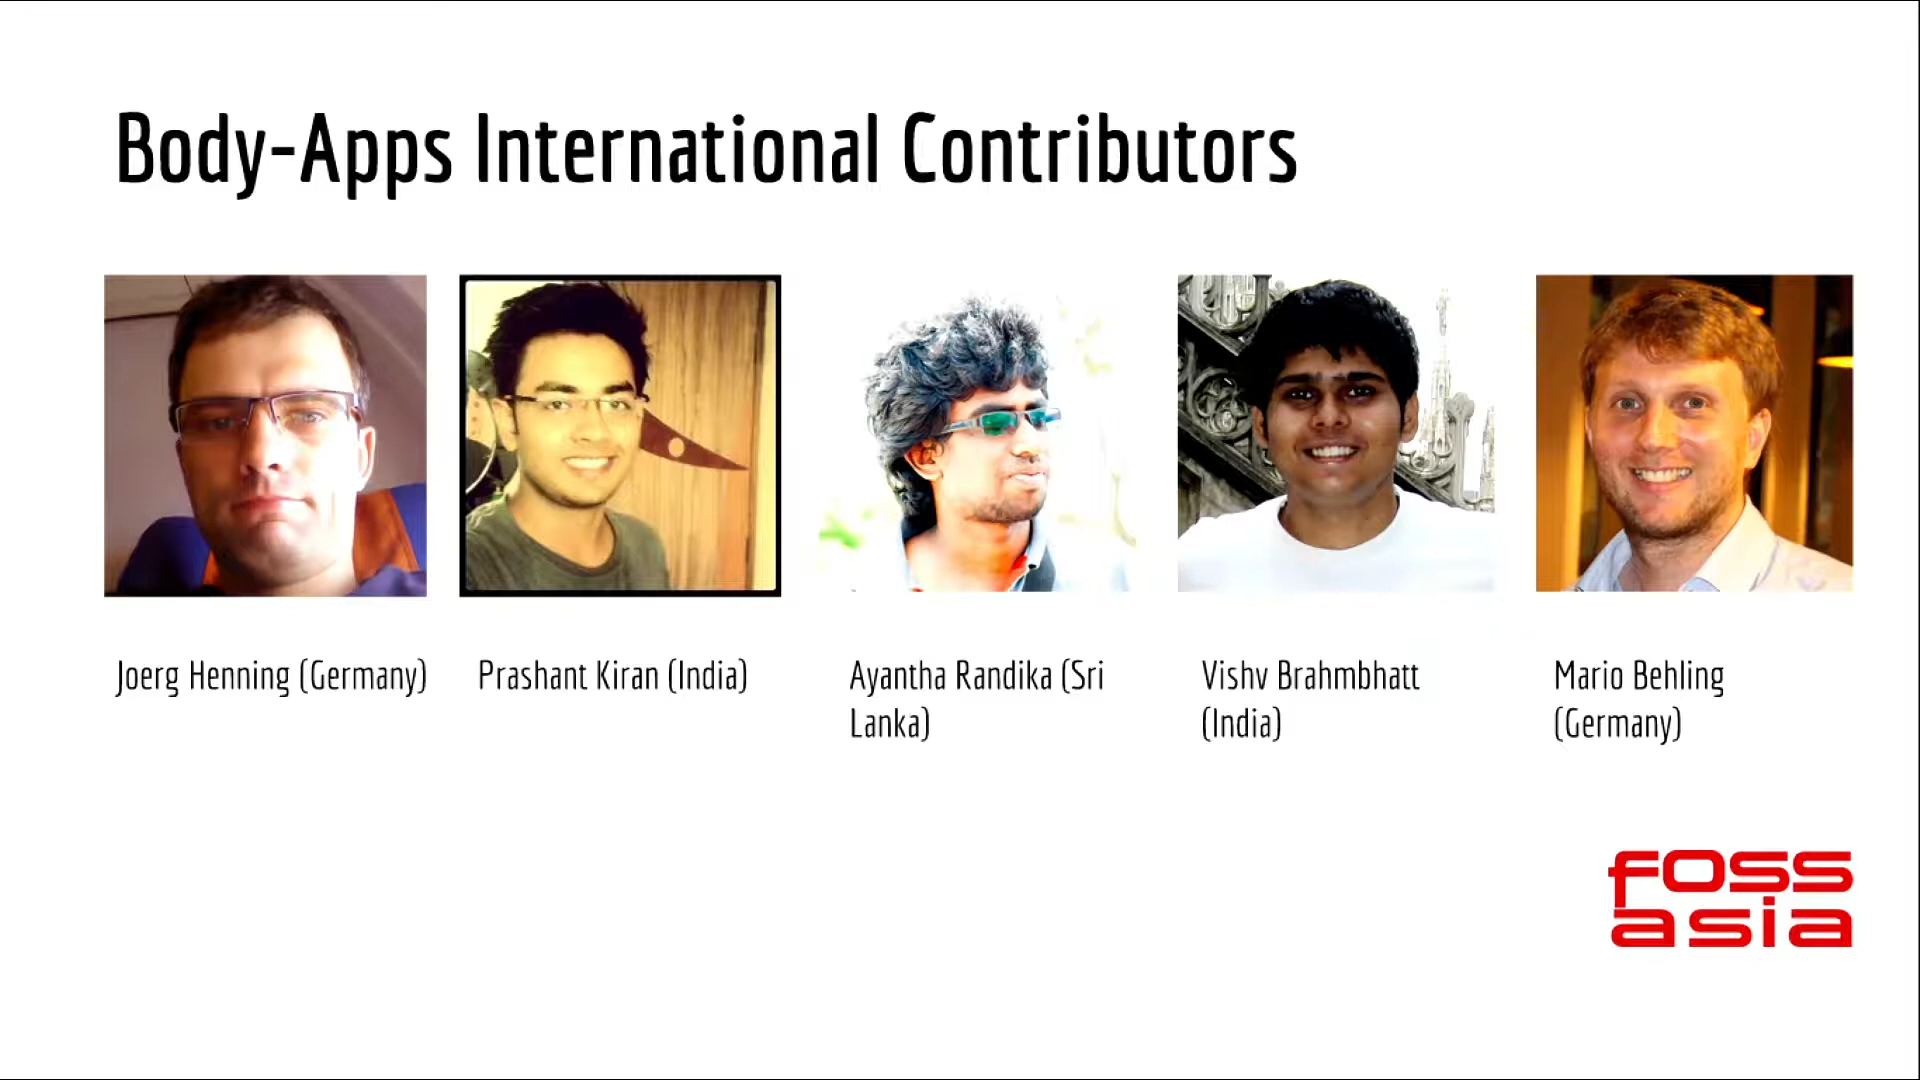 Body-Apps International Contributors
Joerg Henning (Germany)
Prashant Kiran (India)
Ayantha Randika (Sri
Lanka)
Vishv Brahmbhatt
(India)
Mario Behling
(Germany)
foss
asia